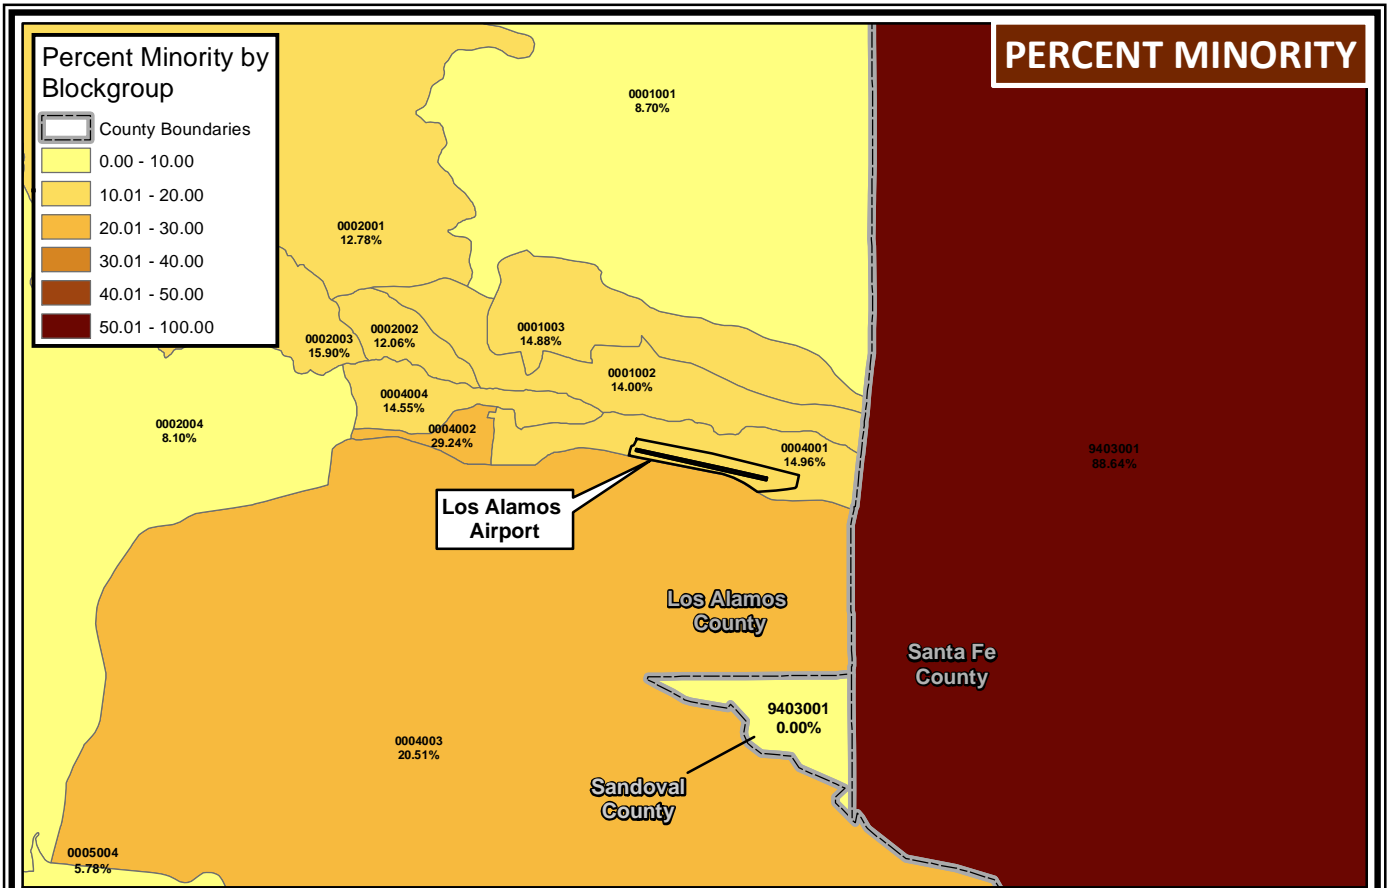 PERCENT MINORITY
Percent Minority by
Blockgroup
County Boundaries
0.00 - 10.00
10.01 - 20.00
20.01 - 30.00
30.01 - 40.00
40.01 - 50.00
50.01 - 100.00
0001001
8.70%
0002001
12.78%
0002003
15.90%
0002002
12.06%
0001003
14.88%
0001002
14.00%
0004004
14.55%
0002004
8.10%
0004002
29.24%
0004001
14.96%
9403001
88.64%
Los Alamos
Airport
Los Alamos
County
Santa Fe
County
9403001
0.00%
0004003
20.51%
Sandoval
County
0005004
5.78%